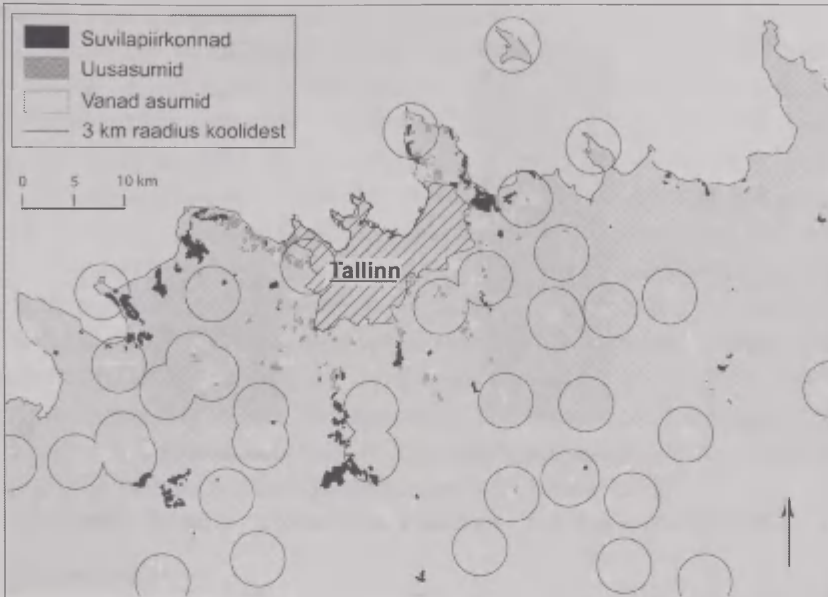 Suvilapiirkonnad
Uusasumid
Vanad asumid
3 km raadius koolidest
0 5 10 km
Tallinn